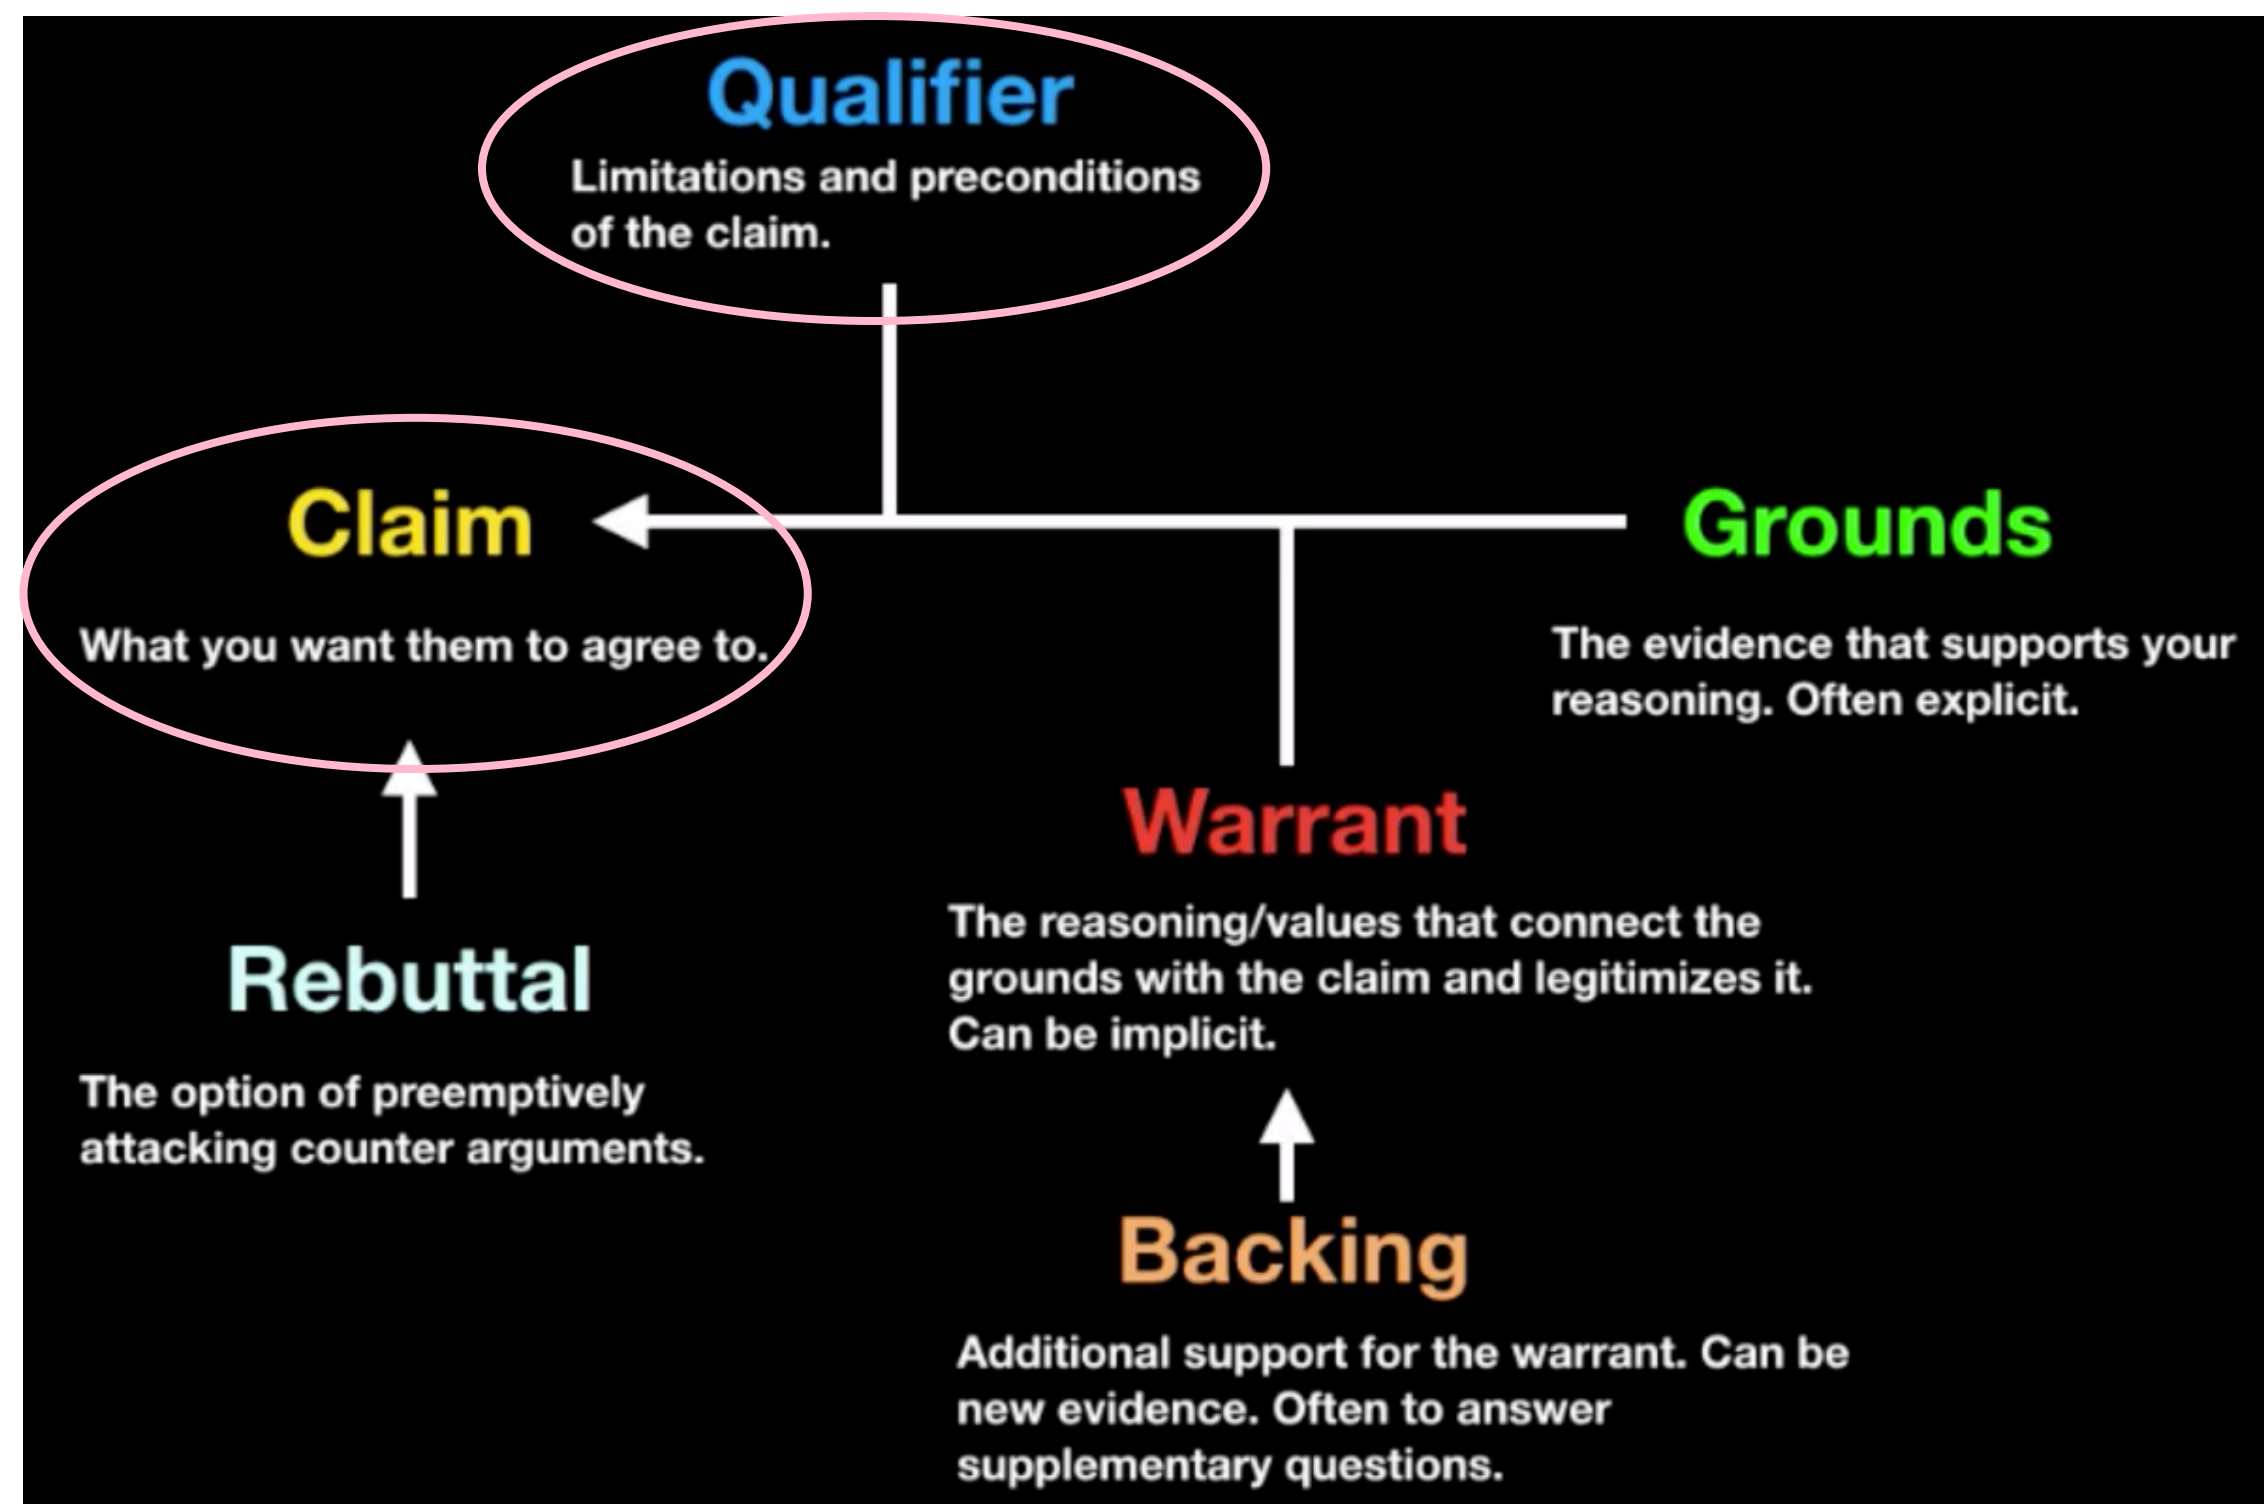 Qualifier
Limitations and preconditions
of the claim.
Claim
What you want them to agree to.
Grounds
The evidence that supports your
reasoning. Often explicit.
Warrant
The reasoning/values that connect the
grounds with the claim and legitimizes it.
Can be implicit.
Rebuttal
The option of preemptively
attacking counter arguments.
Backing
Additional support for the warrant. Can be
new evidence. Often to answer
supplementary questions.